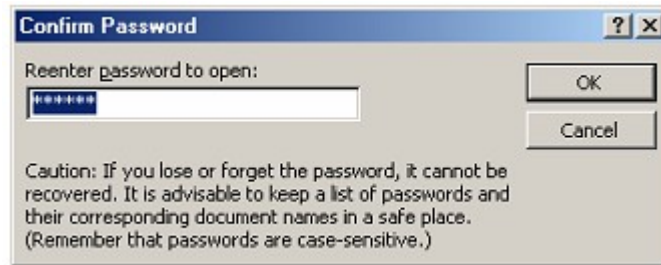 Confirm Password
Reenter password to open:
******
OK
Cancel
Caution: If you lose or forget the password, it cannot be
recovered. It is advisable to keep a list of passwords and
their corresponding document names in a safe place.
(Remember that passwords are case-sensitive.)